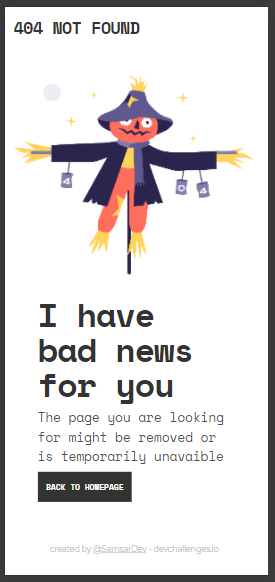 404 NOT FOUND
4
0
4
I have
bad news
for you
The page you are looking
for might be removed or
is temporarily unavaible
BACK TO HOMEPAGE
created by @SamsarDev - devchallenges.io